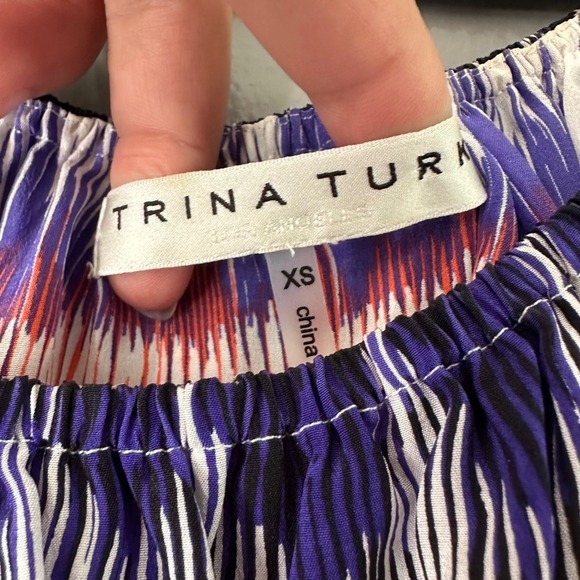 TRINA TURK
LOS ANGELES
XS
china